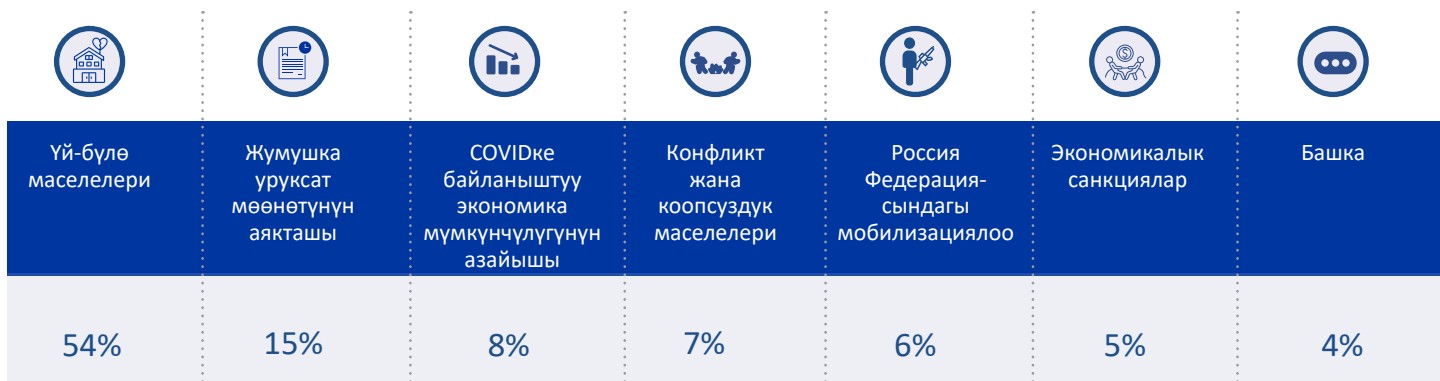 Үй-бүлө
маселелери
Жумушка
уруксат
мөөнөтүнүн
аякташы
COVIDке
байланыштуу
экономика
мүмкүнчүлүгүнүн
азайышы
Конфликт
жана
коопсуздук
маселелери
Россия
Федерация-
сындагы
мобилизациялоо
Экономикалык
санкциялар
Башка
54%
15%
8%
7%
6%
5%
4%